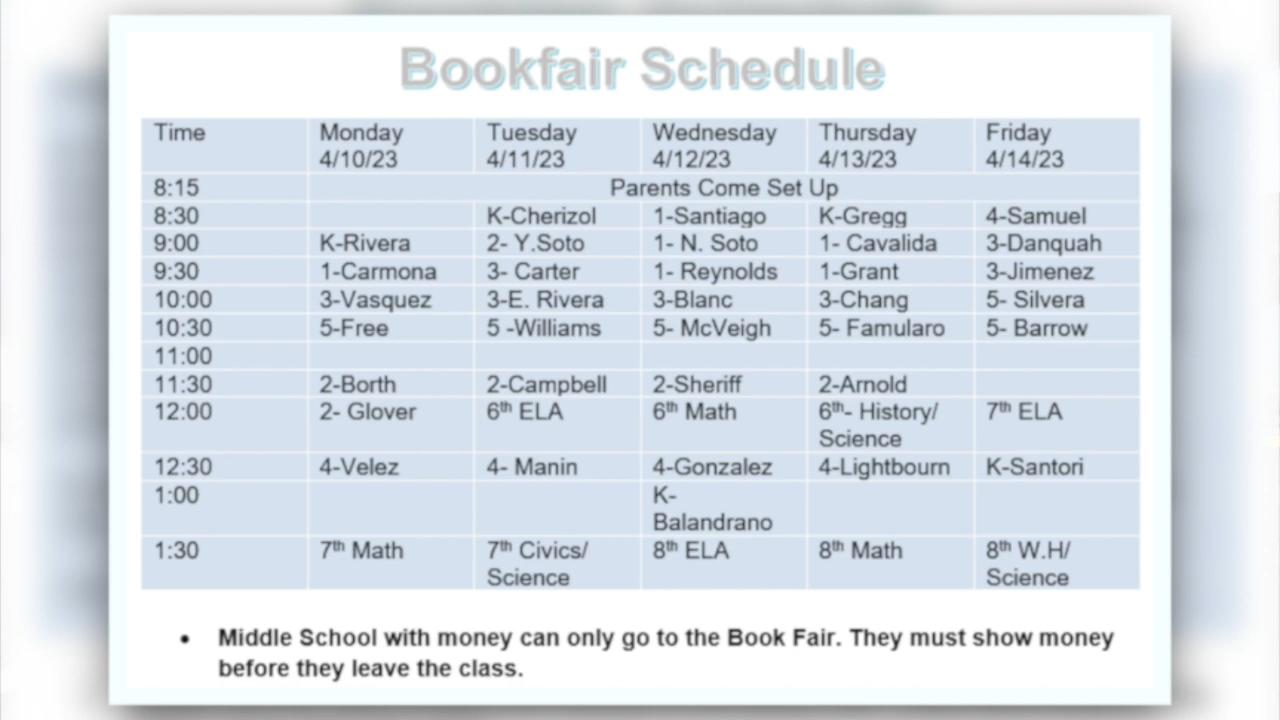 Bookfair Schedule
Time Monday 4/10/23 Tuesday 4/11/23 Wednesday 4/12/23 Thursday 4/13/23 Friday 4/14/23
8:15 Parents Come Set Up
8:30 K-Cherizol 1-Santiago K-Gregg 4-Samuel
9:00 K-Rivera 2- Y.Soto 1- N. Soto 1- Cavalida 3-Danquah
9:30 1-Carmona 3- Carter 1- Reynolds 1-Grant 3-Jimenez
10:00 3-Vasquez 3-E. Rivera 3-Blanc 3-Chang 5- Silvera
10:30 5-Free 5 -Williams 5- McVeigh 5- Famularo 5- Barrow
11:00
11:30 2-Borth 2-Campbell 2-Sheriff 2-Arnold
12:00 2- Glover 6th ELA 6th Math 6th- History/ Science 7th ELA
12:30 4-Velez 4- Manin 4-Gonzalez 4-Lightbourn K-Santori
1:00 K- Balandrano
1:30 7th Math 7th Civics/ Science 8th ELA 8th Math 8th W.H/ Science
• Middle School with money can only go to the Book Fair. They must show money
before they leave the class.